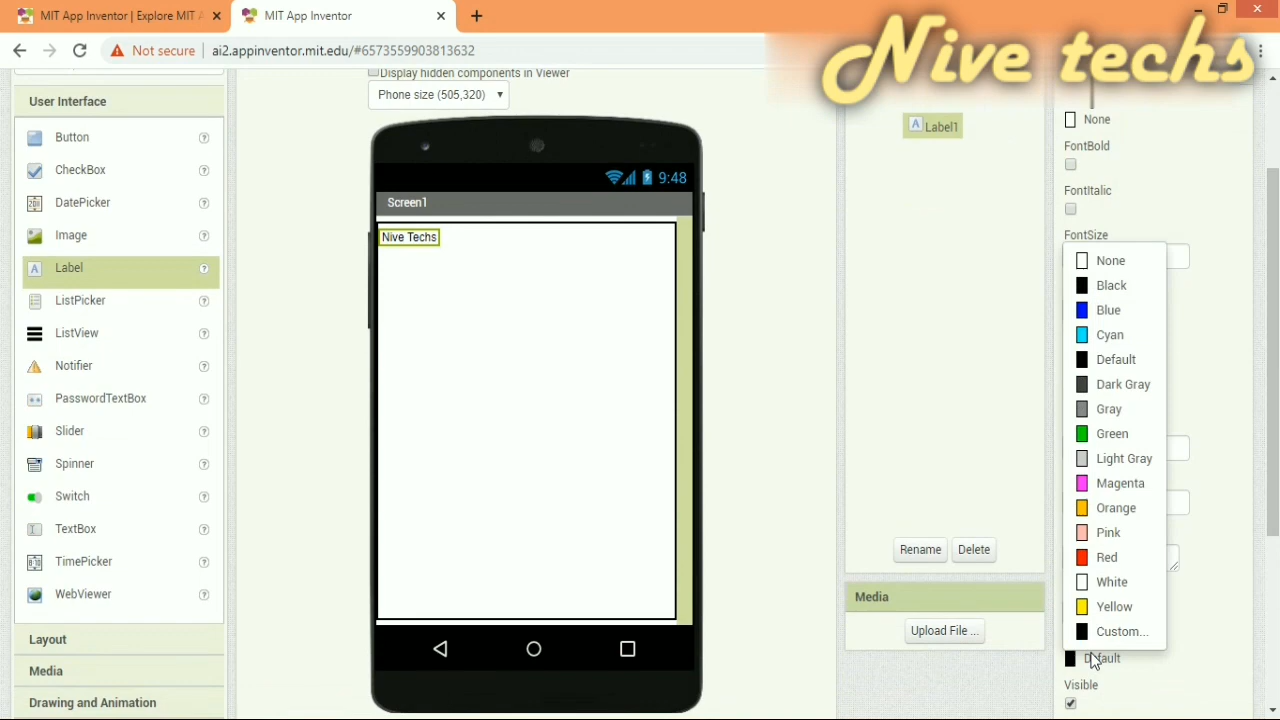 MIT App Inventor | Explore MIT A
MIT App Inventor
Nive techs
Not secure
ai2.appinventor.mit.edu/#6573559903813632
Display hidden components in Viewer
Phone size (505,320)
User Interface
Button
CheckBox
DatePicker
Image
Label
ListPicker
ListView
Notifier
PasswordTextBox
Slider
Spinner
Switch
TextBox
TimePicker
WebViewer
Layout
Media
Drawing and Animation
9:48
Screen1
Nive Techs
A Label1
Rename
Delete
Media
Upload File ...
None
FontBold
FontItalic
FontSize
None
Black
Blue
Cyan
Default
Dark Gray
Gray
Green
Light Gray
Magenta
Orange
Pink
Red
White
Yellow
Custom...
Default
Visible